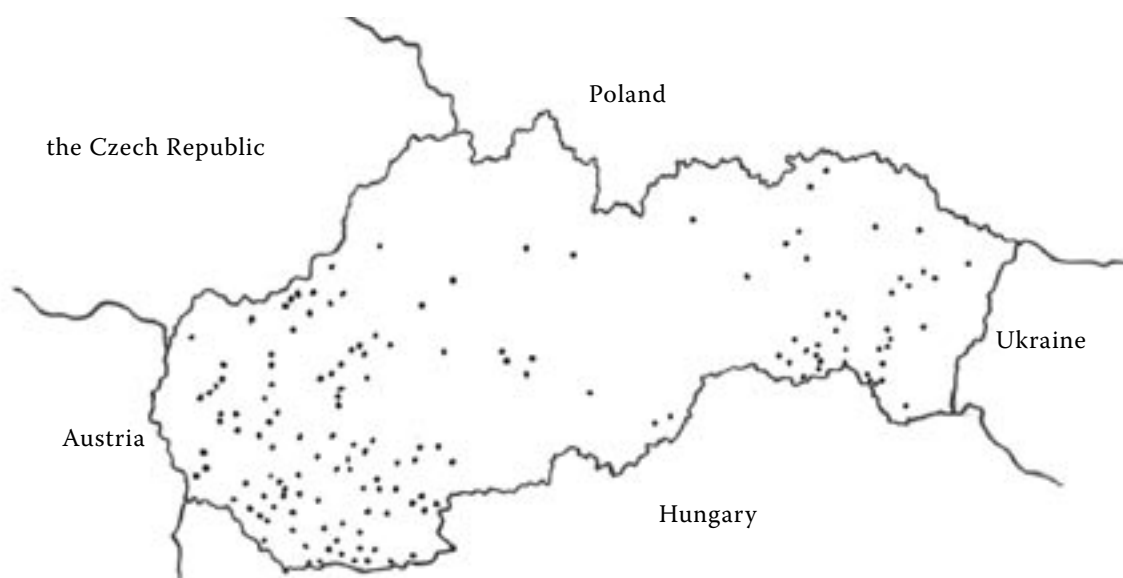 Poland
the Czech Republic
Ukraine
Austria
Hungary